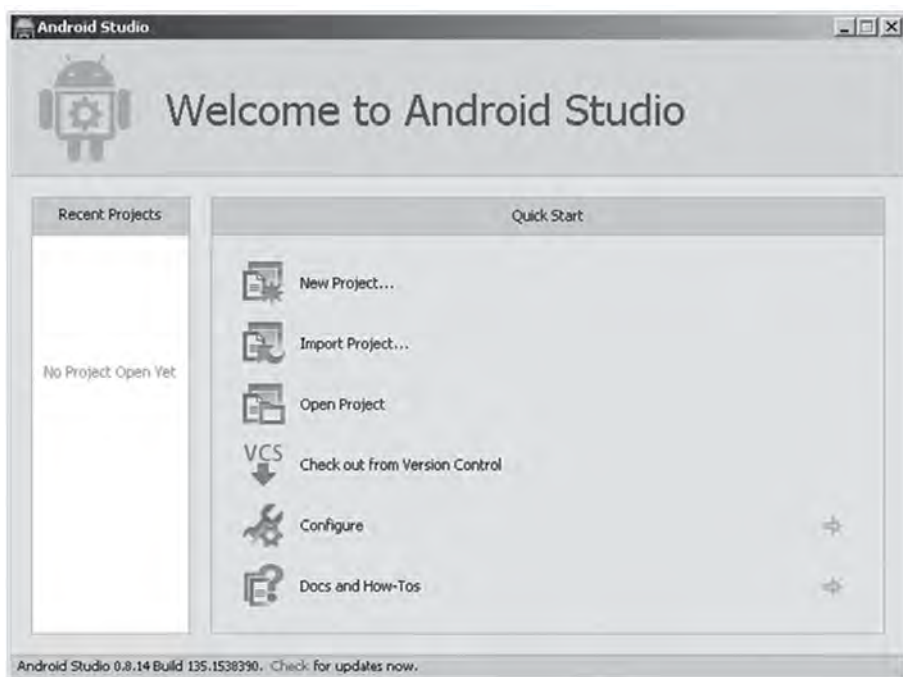 Android Studio
Welcome to Android Studio
Recent Projects
No Project Open Yet
Quick Start
New Project...
Import Project...
Open Project
VCS
Check out from Version Control
Configure
Docs and How-Tos
Android Studio 0.8.14 Build 135.1538390. Check for updates now.